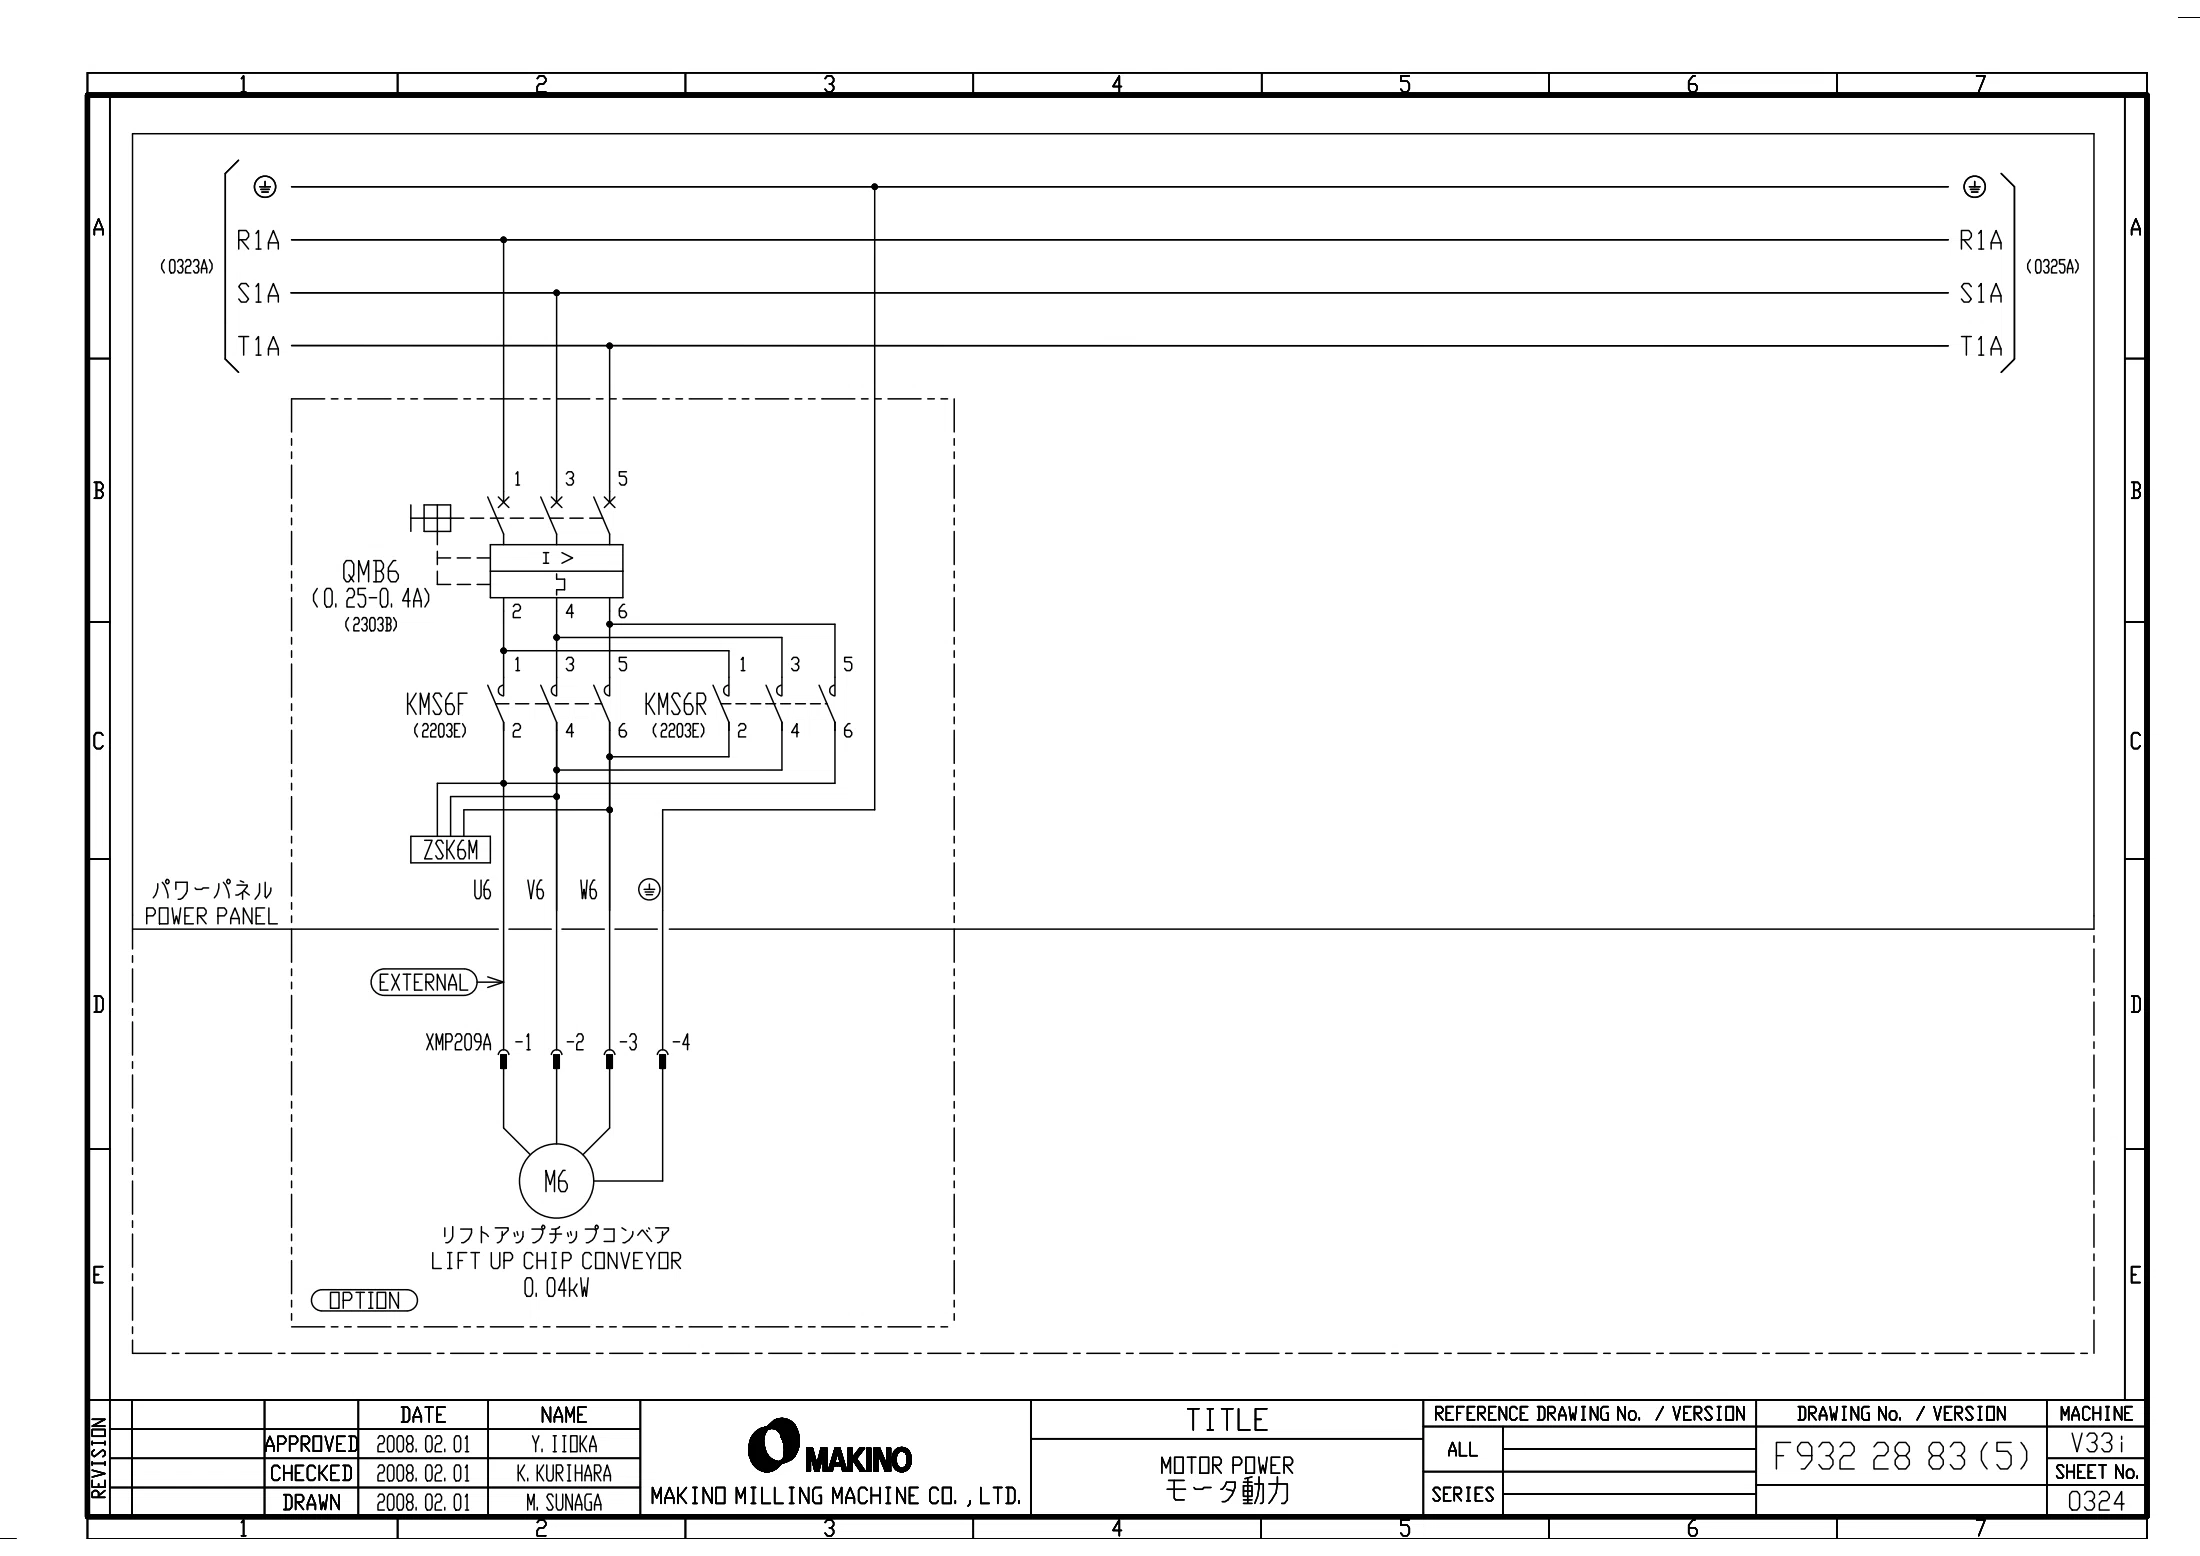 1 2 3 4 5 6 7
A A
R1A R1A
(0323A) (0325A)
S1A S1A
T1A T1A
1 3 5
B B
I >
QMB6
(0.25-0.4A)
(2303B)
2 4 6
1 3 5 1 3 5
KMS6F KMS6R
(2203E) 2 4 6 (2203E) 2 4 6
C C
ZSK6M
U6 V6 W6
パワーパネル
POWER PANEL
EXTERNAL
D D
XMP209A -1 -2 -3 -4
M6
リフトアップチップコンベア
LIFT UP CHIP CONVEYOR
0.04kW
E E
OPTION
REVISION
DATE NAME
APPROVED 2008.02.01 Y. IIOKA
CHECKED 2008.02.01 K. KURIHARA
DRAWN 2008.02.01 M. SUNAGA
MAKINO
MAKINO MILLING MACHINE CO., LTD.
TITLE
MOTOR POWER
モータ動力
REFERENCE DRAWING No. / VERSION
ALL
SERIES
DRAWING No. / VERSION
F932 28 83(5)
MACHINE
V33i
SHEET No.
0324
1 2 3 4 5 6 7